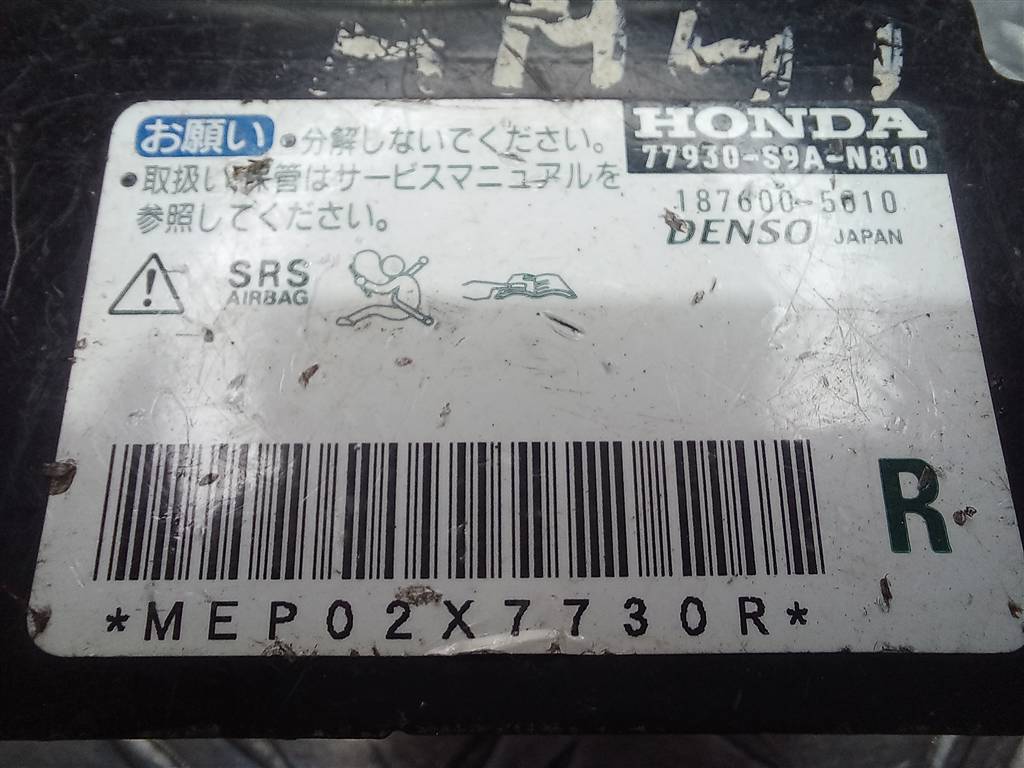 お願い ・分解しないでください。
・取扱い保管はサービスマニュアルを
参照してください。
HONDA
77930-S9A-N810
187600-5610
DENSO JAPAN
SRS
AIRBAG
*MEP02X7730R*
R